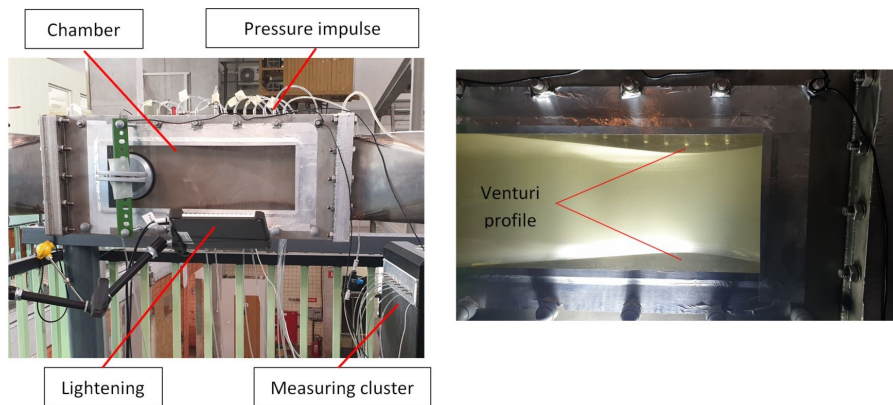 Chamber
Pressure impulse
Venturi
profile
Lightening
Measuring cluster